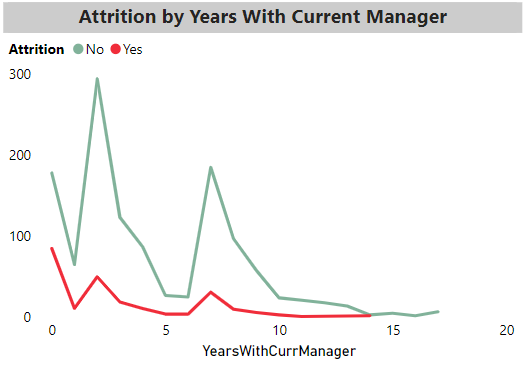 Attrition by Years With Current Manager
Attrition No Yes
300
200
100
0
0 5 10 15 20
YearsWithCurrManager